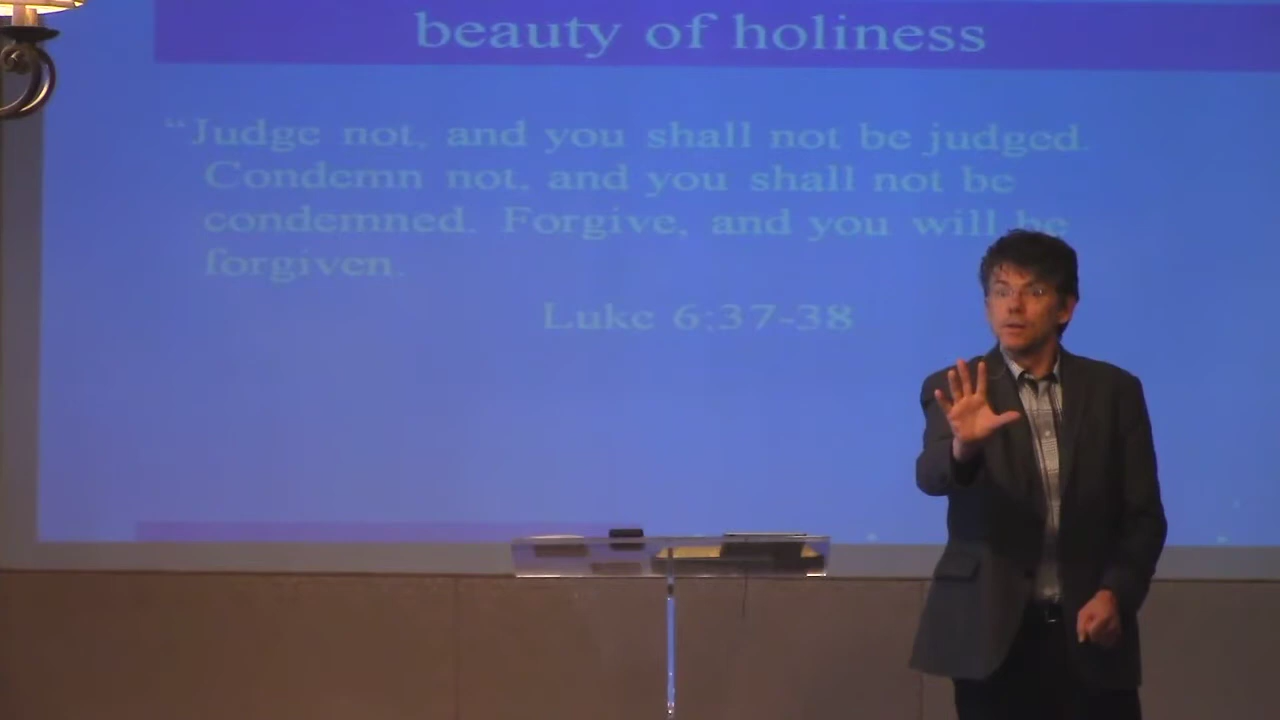 beauty of holiness
“Judge not, and you shall not be judged.
Condemn not, and you shall not be
condemned. Forgive, and you will be
forgiven.
Luke 6:37-38